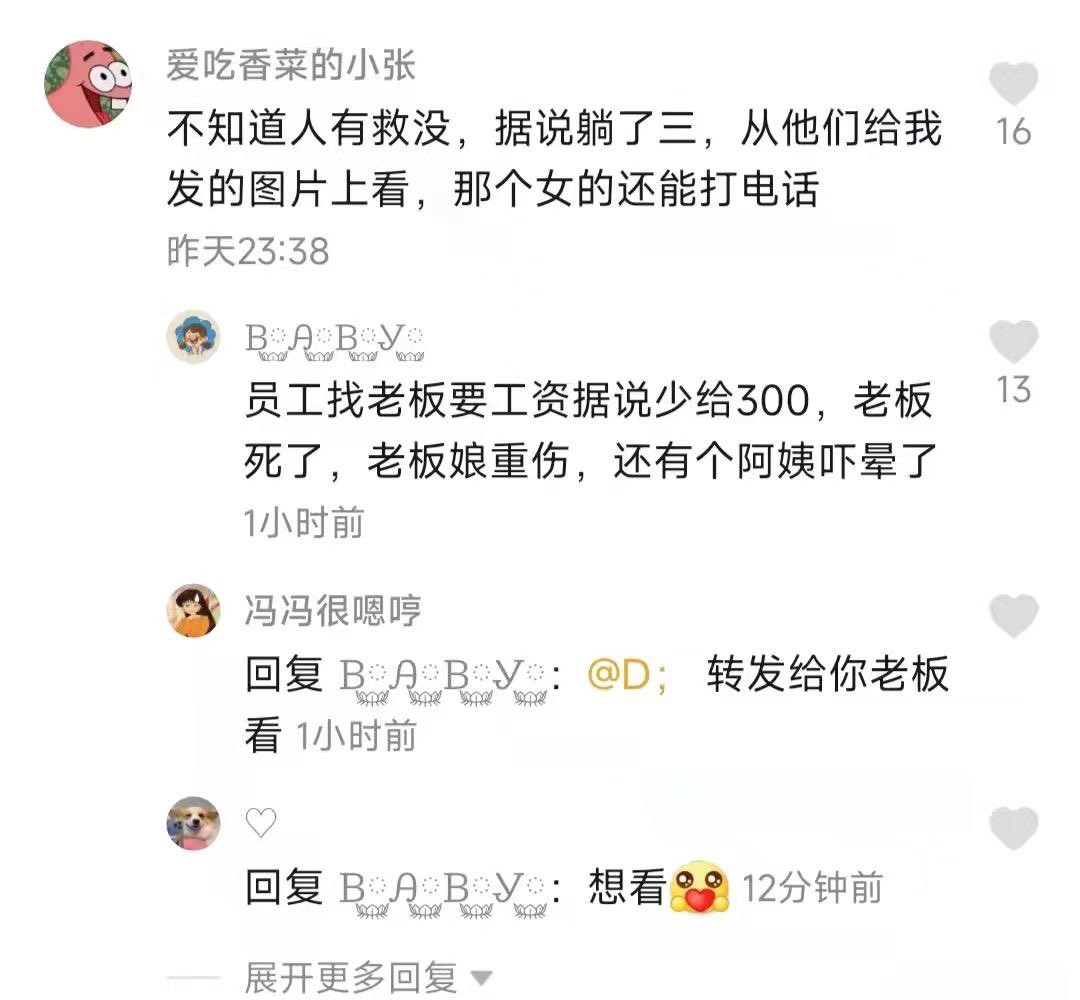 爱吃香菜的小张
不知道人有救没，据说躺了三，从他们给我
16
发的图片上看，那个女的还能打电话
昨天23:38
B҉A҉B҉Y҉
员工找老板要工资据说少给300，老板
13
死了，老板娘重伤，还有个阿姨吓晕了
1小时前
冯冯很嗯哼
回复 BABY：@D； 转发给你老板
看 1小时前
♡
回复 BABY：想看 12分钟前
展开更多回复